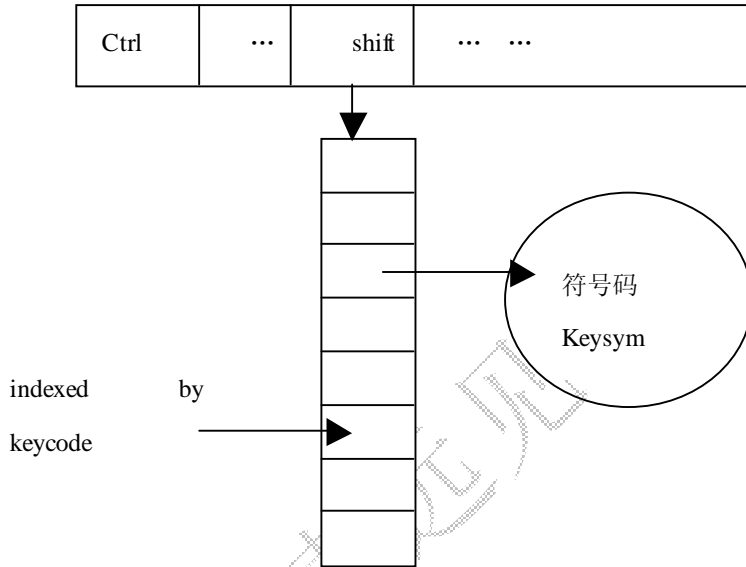 Ctrl … shift … …
符号码
Keysym
indexed by
keycode